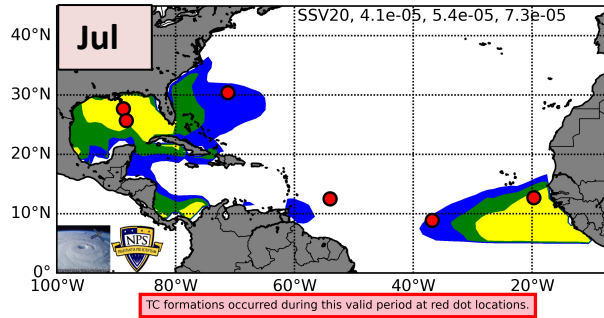 SSV20, 4.1e-05, 5.4e-05, 7.3e-05
Jul
40°N
30°N
20°N
10°N
0°
NPS
100°W 80°W 60°W 40°W 20°W
TC formations occurred during this valid period at red dot locations.